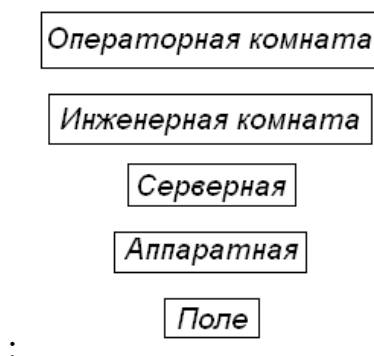 Операторная комната
Инженерная комната
Серверная
Аппаратная
Поле